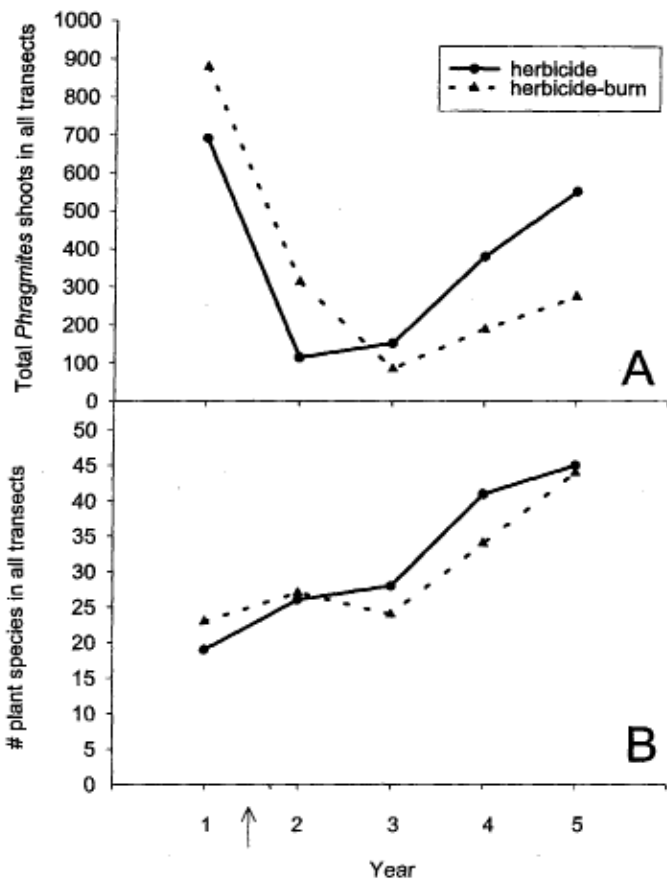 1000
900
800
700
600
500
400
300
200
100
0
Total Phragmites shoots in all transects
herbicide
herbicide-burn
A
50
45
40
35
30
25
20
15
10
5
0
# plant species in all transects
B
1 2 3 4 5
Year